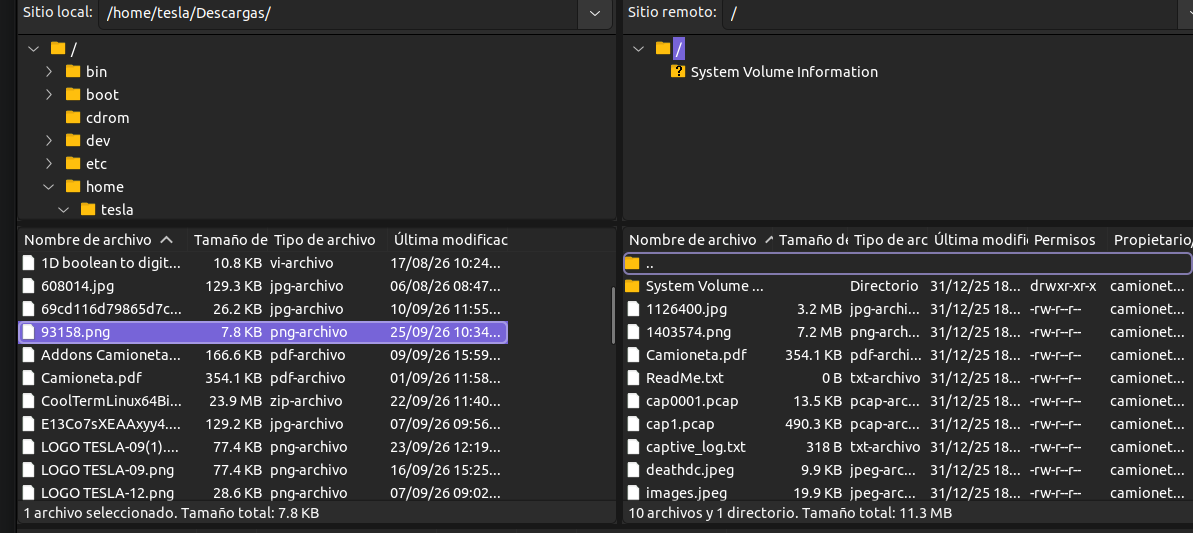 Sitio local: /home/tesla/Descargas/
/
bin
boot
cdrom
dev
etc
home
tesla
Nombre de archivo Tamaño de Tipo de archivo Última modificac
1D boolean to digit... 10.8 KB vi-archivo 17/08/26 10:24...
608014.jpg 129.3 KB jpg-archivo 06/08/26 08:47...
69cd116d79865d7c... 26.2 KB jpg-archivo 10/09/26 11:55...
93158.png 7.8 KB png-archivo 25/09/26 10:34...
Addons Camioneta... 166.6 KB pdf-archivo 09/09/26 15:59...
Camioneta.pdf 354.1 KB pdf-archivo 01/09/26 11:58...
CoolTermLinux64Bi... 23.9 MB zip-archivo 22/09/26 11:40...
E13Co7sXEAAxyy4.... 129.2 KB jpg-archivo 07/09/26 09:56...
LOGO TESLA-09(1).... 77.4 KB png-archivo 23/09/26 12:19...
LOGO TESLA-09.png 77.4 KB png-archivo 16/09/26 15:25...
LOGO TESLA-12.png 28.6 KB png-archivo 07/09/26 09:02...
1 archivo seleccionado. Tamaño total: 7.8 KB
Sitio remoto: /
/
System Volume Information
Nombre de archivo Tamaño de Tipo de arc Última modifi Permisos Propietario/
..
System Volume ... Directorio 31/12/25 18... drwxr-xr-x camionet...
1126400.jpg 3.2 MB jpg-archi... 31/12/25 18... -rw-r--r-- camionet...
1403574.png 7.2 MB png-arch... 31/12/25 18... -rw-r--r-- camionet...
Camioneta.pdf 354.1 KB pdf-archi... 31/12/25 18... -rw-r--r-- camionet...
ReadMe.txt 0 B txt-archivo 31/12/25 18... -rw-r--r-- camionet...
cap0001.pcap 13.5 KB pcap-arc... 31/12/25 18... -rw-r--r-- camionet...
cap1.pcap 490.3 KB pcap-arc... 31/12/25 18... -rw-r--r-- camionet...
captive_log.txt 318 B txt-archivo 31/12/25 18... -rw-r--r-- camionet...
deathdc.jpeg 9.9 KB jpeg-arch... 31/12/25 18... -rw-r--r-- camionet...
images.jpeg 19.9 KB jpeg-arch... 31/12/25 18... -rw-r--r-- camionet...
10 archivos y 1 directorio. Tamaño total: 11.3 MB